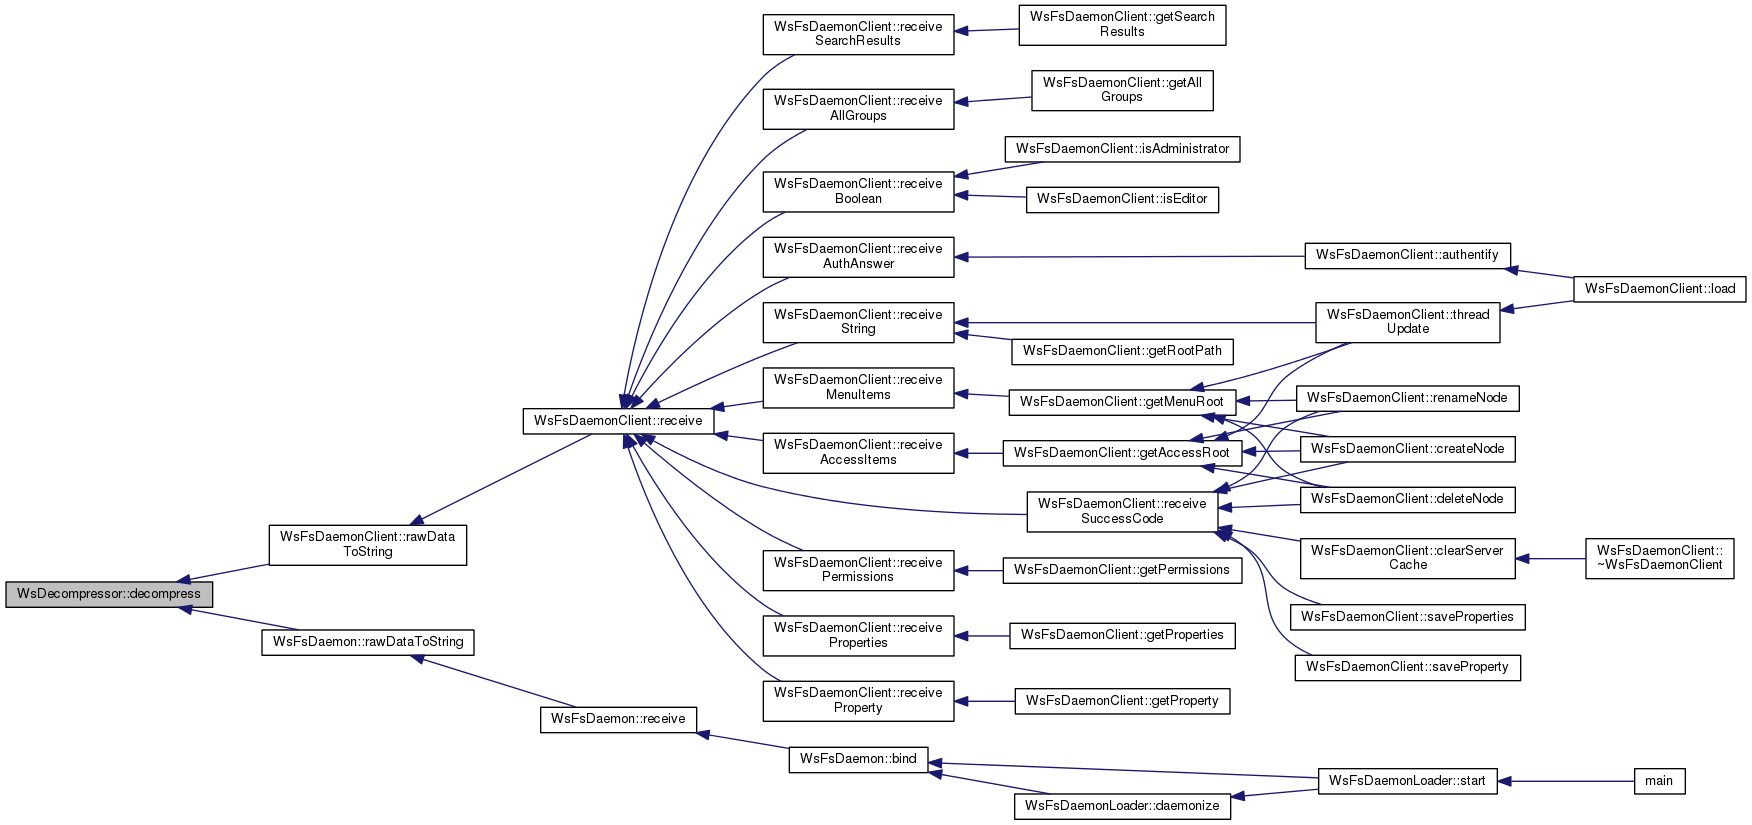 WsFsDaemonClient::getSearch
Results
WsFsDaemonClient::receive
SearchResults
WsFsDaemonClient::getAll
Groups
WsFsDaemonClient::receive
AllGroups
WsFsDaemonClient::isAdministrator
WsFsDaemonClient::receive
Boolean
WsFsDaemonClient::isEditor
WsFsDaemonClient::receive
AuthAnswer
WsFsDaemonClient::authentify
WsFsDaemonClient::load
WsFsDaemonClient::receive
String
WsFsDaemonClient::thread
Update
WsFsDaemonClient::getRootPath
WsFsDaemonClient::receive
MenuItems
WsFsDaemonClient::getMenuRoot
WsFsDaemonClient::renameNode
WsFsDaemonClient::receive
WsFsDaemonClient::receive
AccessItems
WsFsDaemonClient::getAccessRoot
WsFsDaemonClient::createNode
WsFsDaemonClient::receive
SuccessCode
WsFsDaemonClient::deleteNode
WsFsDaemonClient::rawData
ToString
WsFsDaemonClient::clearServer
Cache
WsFsDaemonClient::
~WsFsDaemonClient
WsFsDaemonClient::receive
Permissions
WsFsDaemonClient::getPermissions
WsDecompressor::decompress
WsFsDaemonClient::saveProperties
WsFsDaemonClient::receive
Properties
WsFsDaemonClient::getProperties
WsFsDaemon::rawDataToString
WsFsDaemonClient::saveProperty
WsFsDaemonClient::receive
Property
WsFsDaemonClient::getProperty
WsFsDaemon::receive
WsFsDaemon::bind
WsFsDaemonLoader::start
main
WsFsDaemonLoader::daemonize